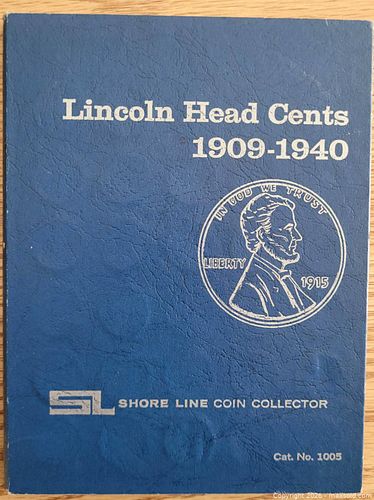 Lincoln Head Cents
1909-1940
IN GOD WE TRUST
LIBERTY
1915
SL SHORE LINE COIN COLLECTOR
Cat. No. 1005
Copyright 2026 - maxsold.com